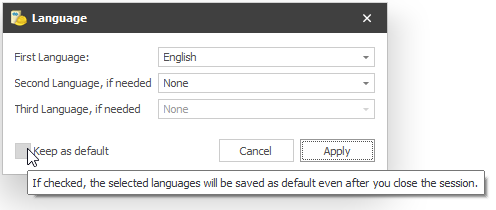 Language
First Language: English
Second Language, if needed None
Third Language, if needed None
Keep as default Cancel Apply
If checked, the selected languages will be saved as default even after you close the session.